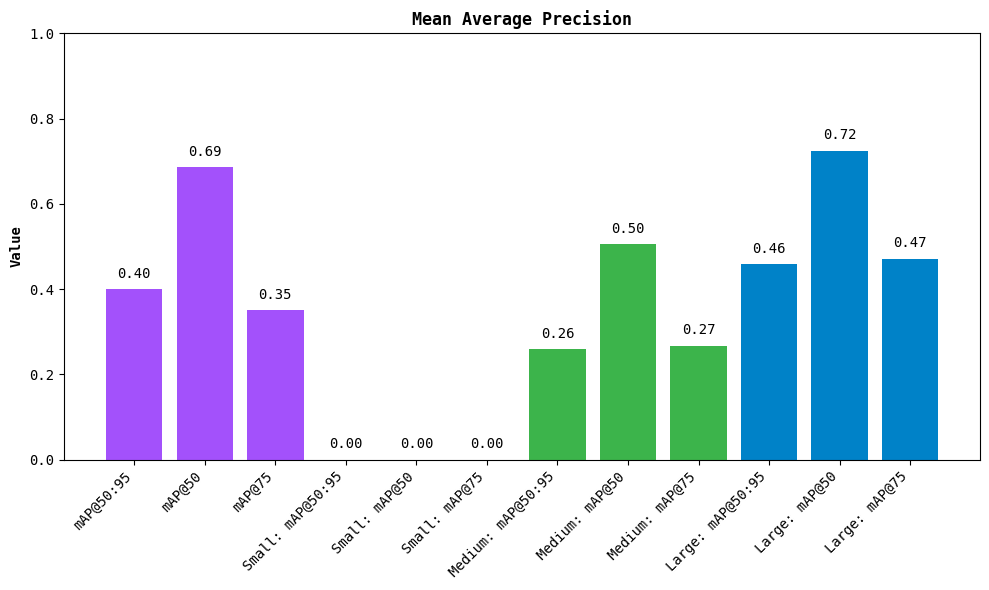 Mean Average Precision
1.0
0.8
0.6
0.4
0.2
0.0
Value
0.40
0.69
0.35
0.00
0.00
0.00
0.26
0.50
0.27
0.46
0.72
0.47
mAP@50:95
mAP@50
mAP@75
Small: mAP@50:95
Small: mAP@50
Small: mAP@75
Medium: mAP@50:95
Medium: mAP@50
Medium: mAP@75
Large: mAP@50:95
Large: mAP@50
Large: mAP@75